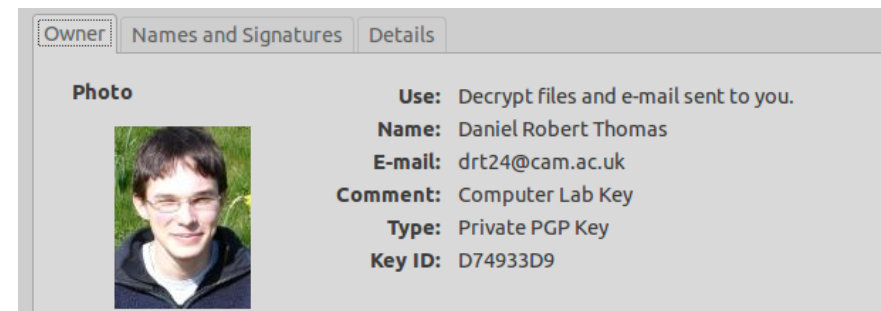 Owner Names and Signatures Details
Photo
Use: Decrypt files and e-mail sent to you.
Name: Daniel Robert Thomas
E-mail: drt24@cam.ac.uk
Comment: Computer Lab Key
Type: Private PGP Key
Key ID: D74933D9